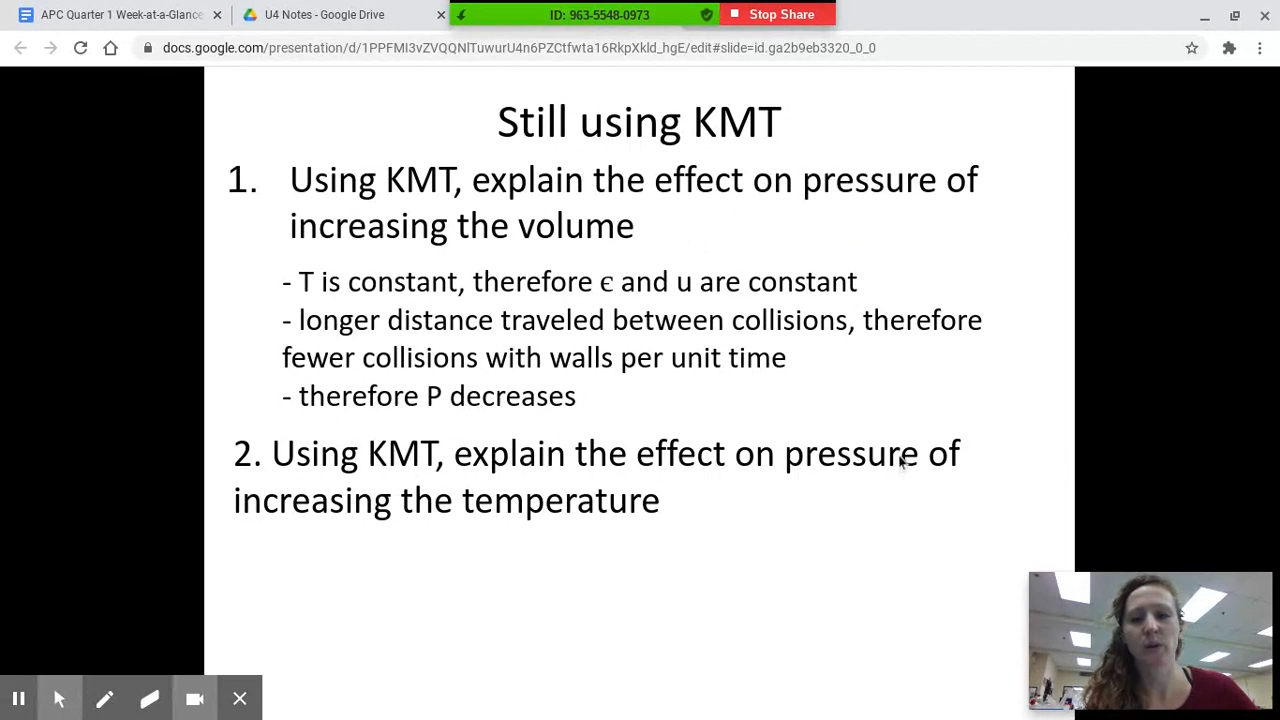 APC Quarter 1 Week-at-a-Glance
U4 Notes - Google Drive
ID: 963-5548-0973
Stop Share
docs.google.com/presentation/d/1PPFMI3vZVQQNlTuwurU4n6PZCtfwta16RkpXkld_hgE/edit#slide=id.ga2b9eb3320_0_0
Still using KMT
1. Using KMT, explain the effect on pressure of
increasing the volume
- T is constant, therefore є and u are constant
- longer distance traveled between collisions, therefore
fewer collisions with walls per unit time
- therefore P decreases
2. Using KMT, explain the effect on pressure of
increasing the temperature